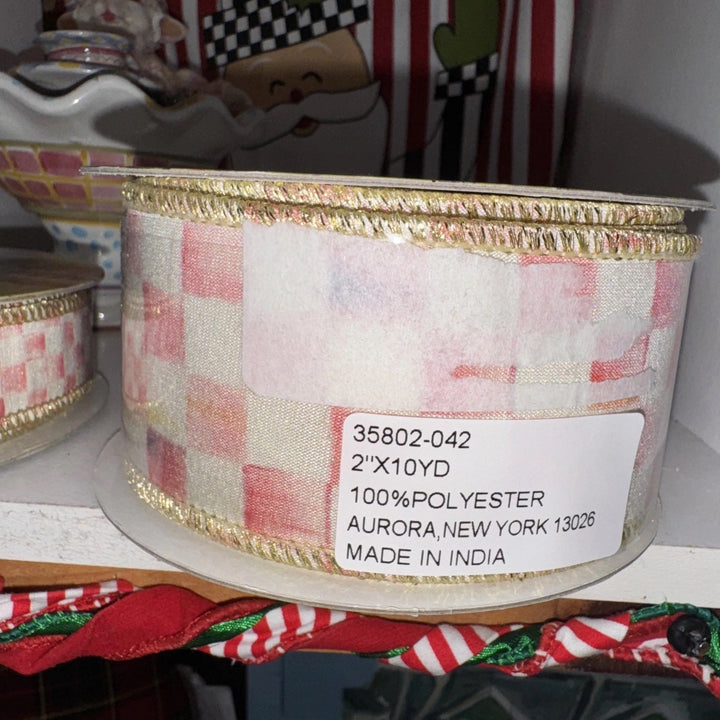 35802-042
2"X10YD
100%POLYESTER
AURORA,NEW YORK 13026
MADE IN INDIA